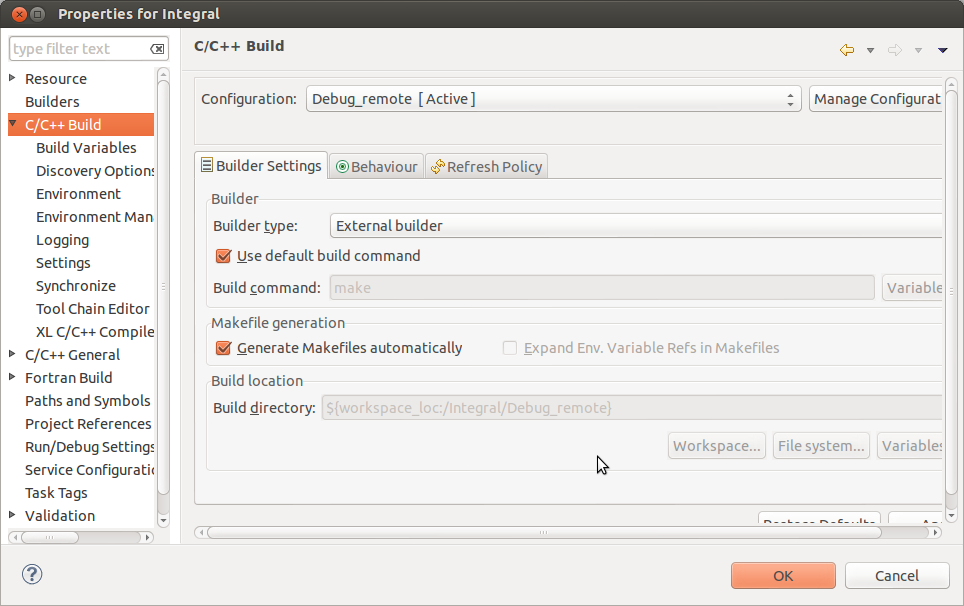 Properties for Integral
type filter text
Resource
Builders
C/C++ Build
Build Variables
Discovery Options
Environment
Environment Mana
Logging
Settings
Synchronize
Tool Chain Editor
XL C/C++ Compile
C/C++ General
Fortran Build
Paths and Symbols
Project References
Run/Debug Settings
Service Configuratio
Task Tags
Validation
C/C++ Build
Configuration: Debug_remote [ Active ] Manage Configurat
Builder Settings Behaviour Refresh Policy
Builder
Builder type: External builder
Use default build command
Build command: make Variable
Makefile generation
Generate Makefiles automatically Expand Env. Variable Refs in Makefiles
Build location
Build directory: ${workspace_loc:/Integral/Debug_remote}
Workspace... File system... Variables
Restore Defaults App
? OK Cancel